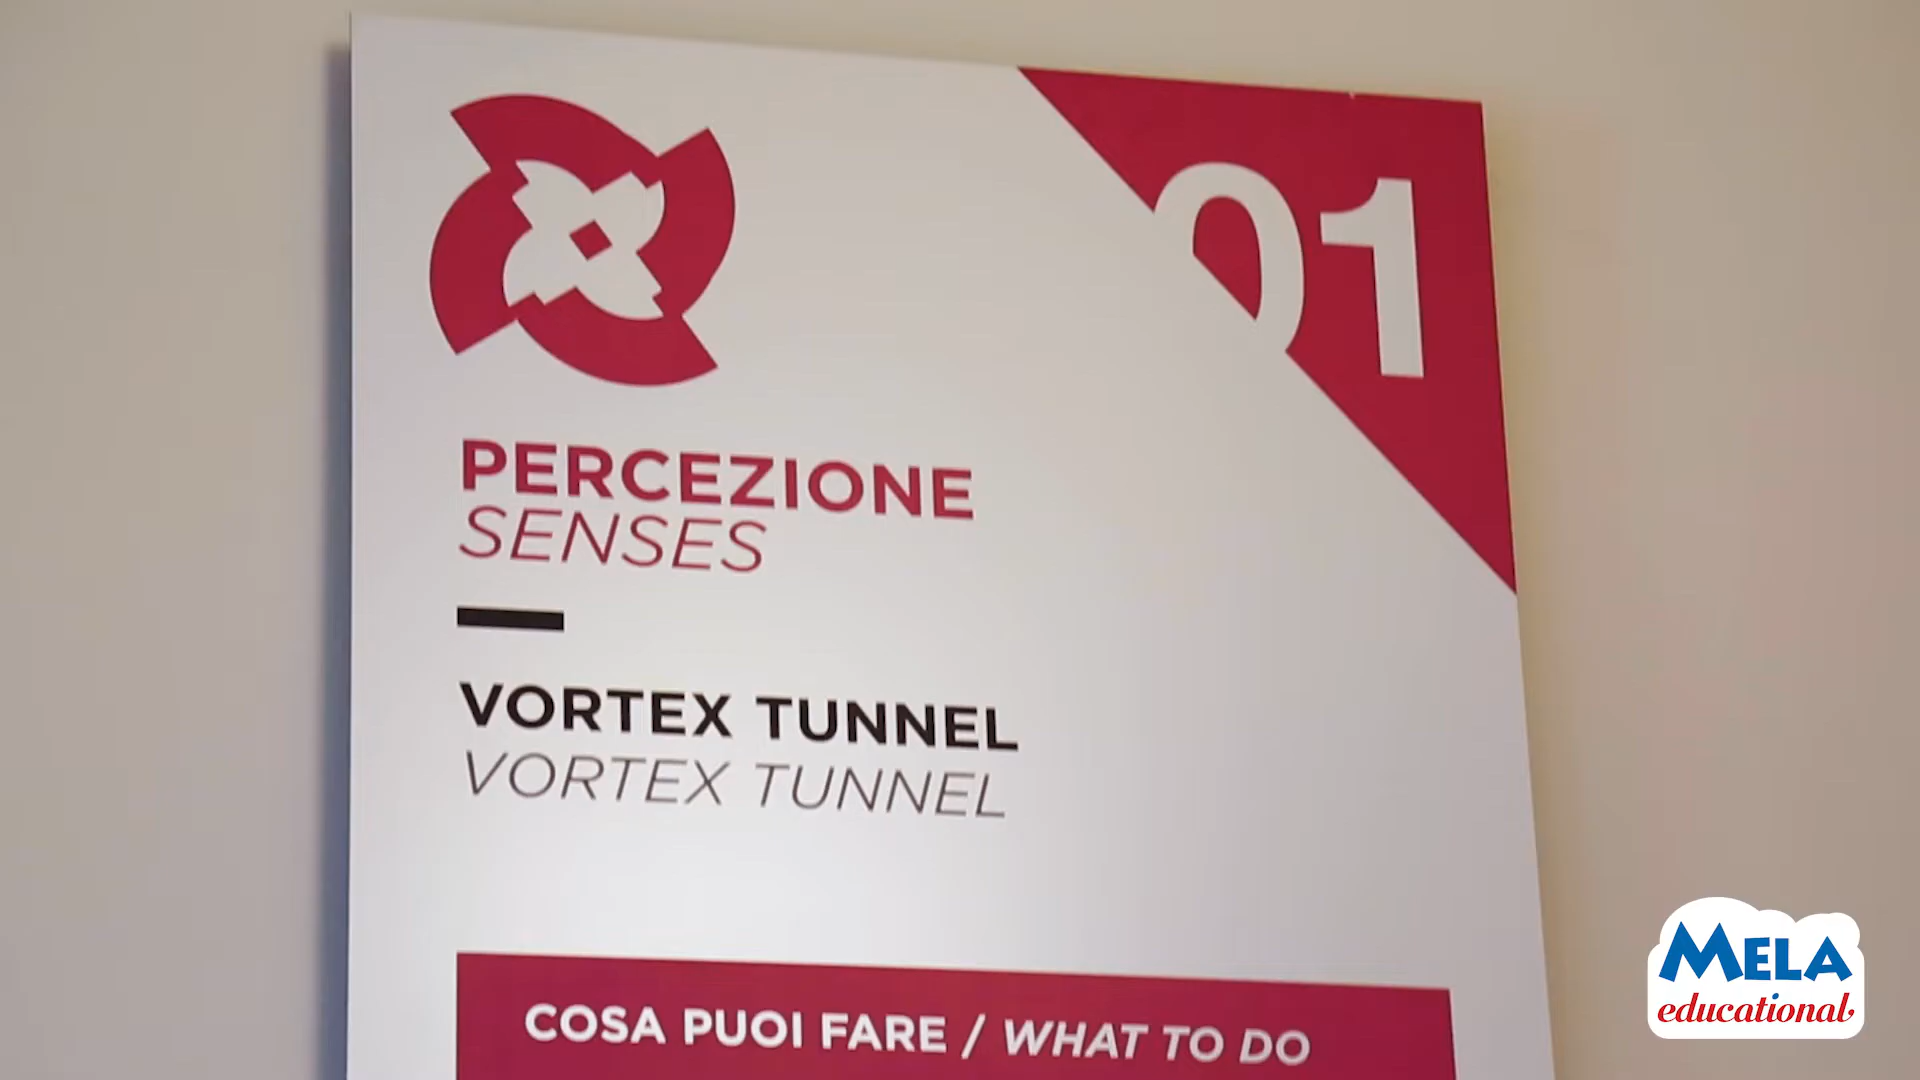 01
PERCEZIONE
SENSES
VORTEX TUNNEL
VORTEX TUNNEL
COSA PUOI FARE / WHAT TO DO
MELA
educational